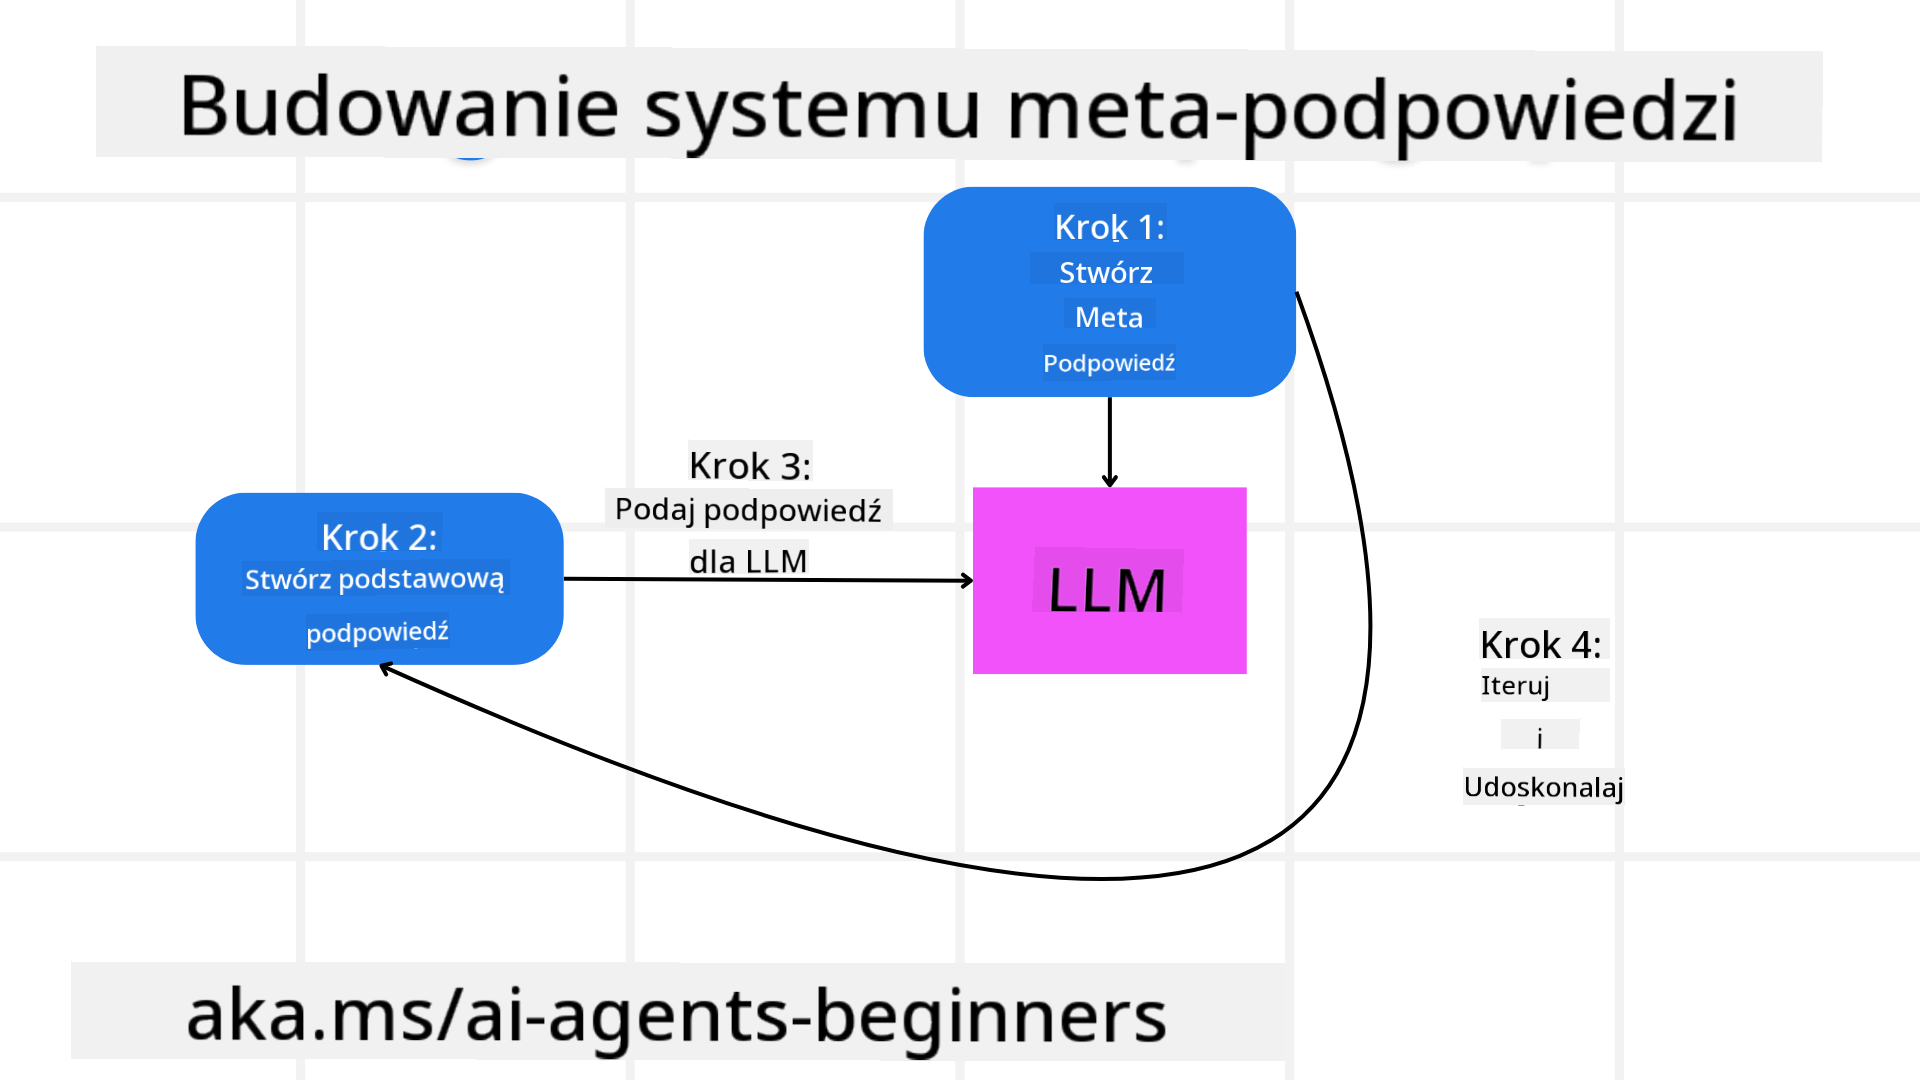 Budowanie systemu meta-podpowiedzi
Krok 1:
Stwórz
Meta
Podpowiedź
Krok 2:
Stwórz podstawową
podpowiedź
Krok 3:
Podaj podpowiedź
dla LLM
LLM
Krok 4:
Iteruj
i
Udoskonalaj
aka.ms/ai-agents-beginners